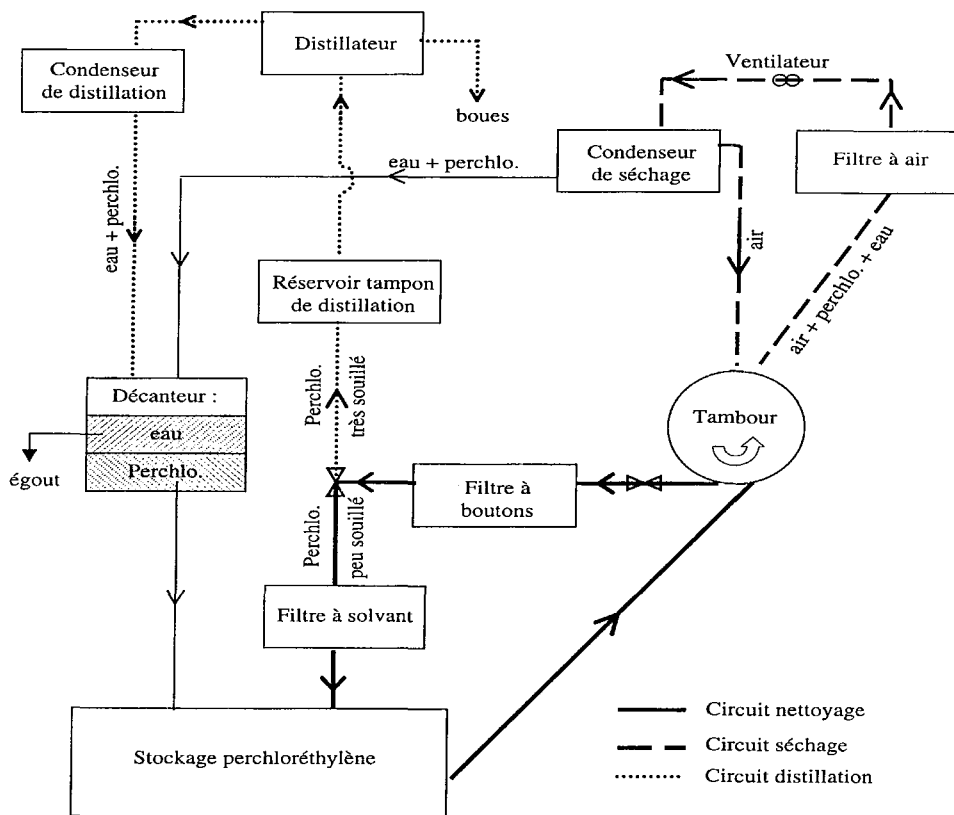 Distillateur
Condenseur
de distillation
boues
Ventilateur
Condenseur
de séchage
Filtre à air
eau + perchlo.
eau + perchlo.
air
air + perchlo. + eau
Réservoir tampon
de distillation
Perchlo.
très souillé
Décanteur :
eau
Perchlo.
égout
Tambour
Filtre à
boutons
Perchlo.
peu souillé
Filtre à solvant
Stockage perchloréthylène
Circuit nettoyage
Circuit séchage
Circuit distillation